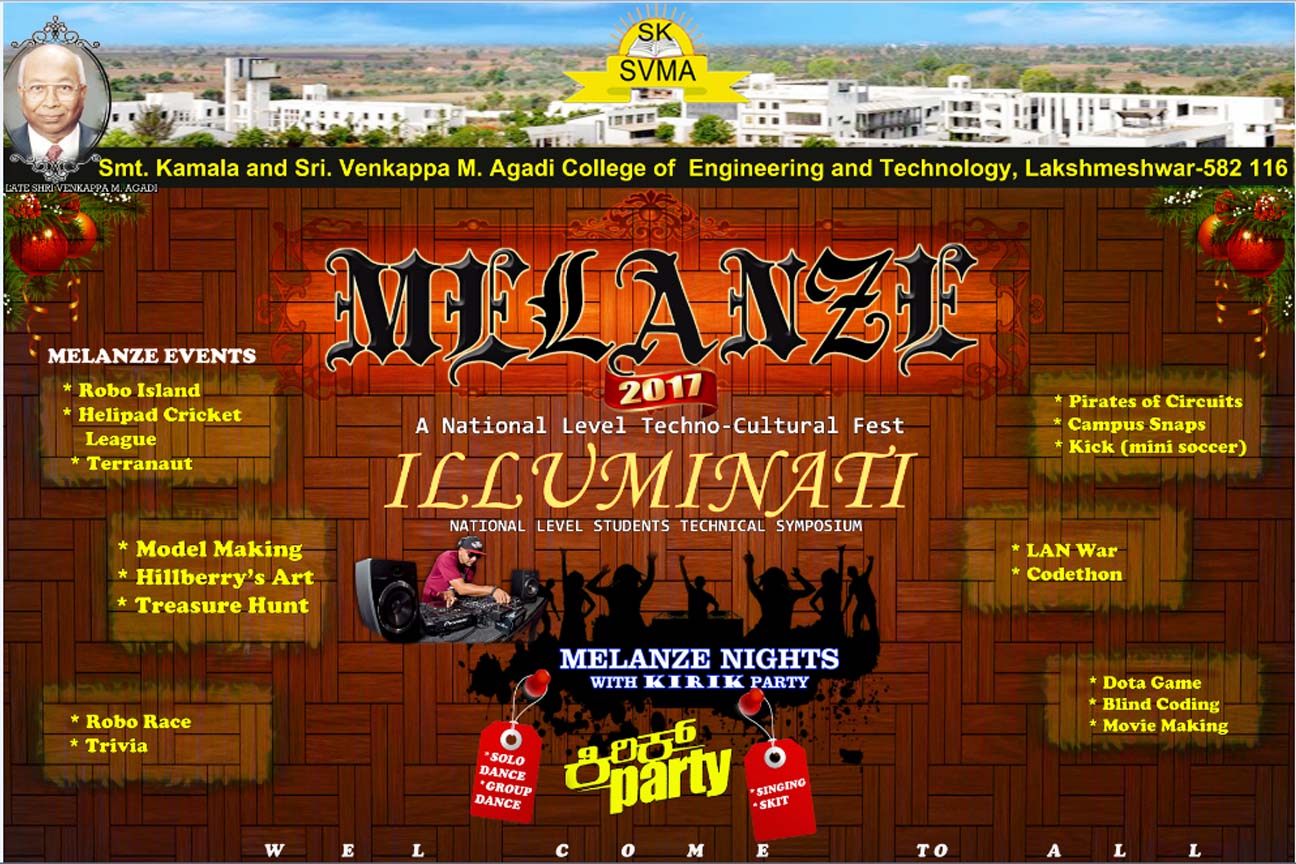 SK
SVMA
Smt. Kamala and Sri. Venkappa M. Agadi College of Engineering and Technology, Lakshmeshwar-582 116
LATE SHRI VENKAPPA M. AGADI
MELANZE
2017
A National Level Techno-Cultural Fest
ILLUMINATI
NATIONAL LEVEL STUDENTS TECHNICAL SYMPOSIUM
MELANZE EVENTS
* Robo Island
* Helipad Cricket
League
* Terranaut
* Model Making
* Hillberry's Art
* Treasure Hunt
* Robo Race
* Trivia
* Pirates of Circuits
* Campus Snaps
* Kick (mini soccer)
* LAN War
* Codethon
* Dota Game
* Blind Coding
* Movie Making
MELANZE NIGHTS
WITH KIRIK PARTY
* SOLO
DANCE
* GROUP
DANCE
ಕಿರಿಕ್
party
* SINGING
* SKIT
WEL COME TO ALL